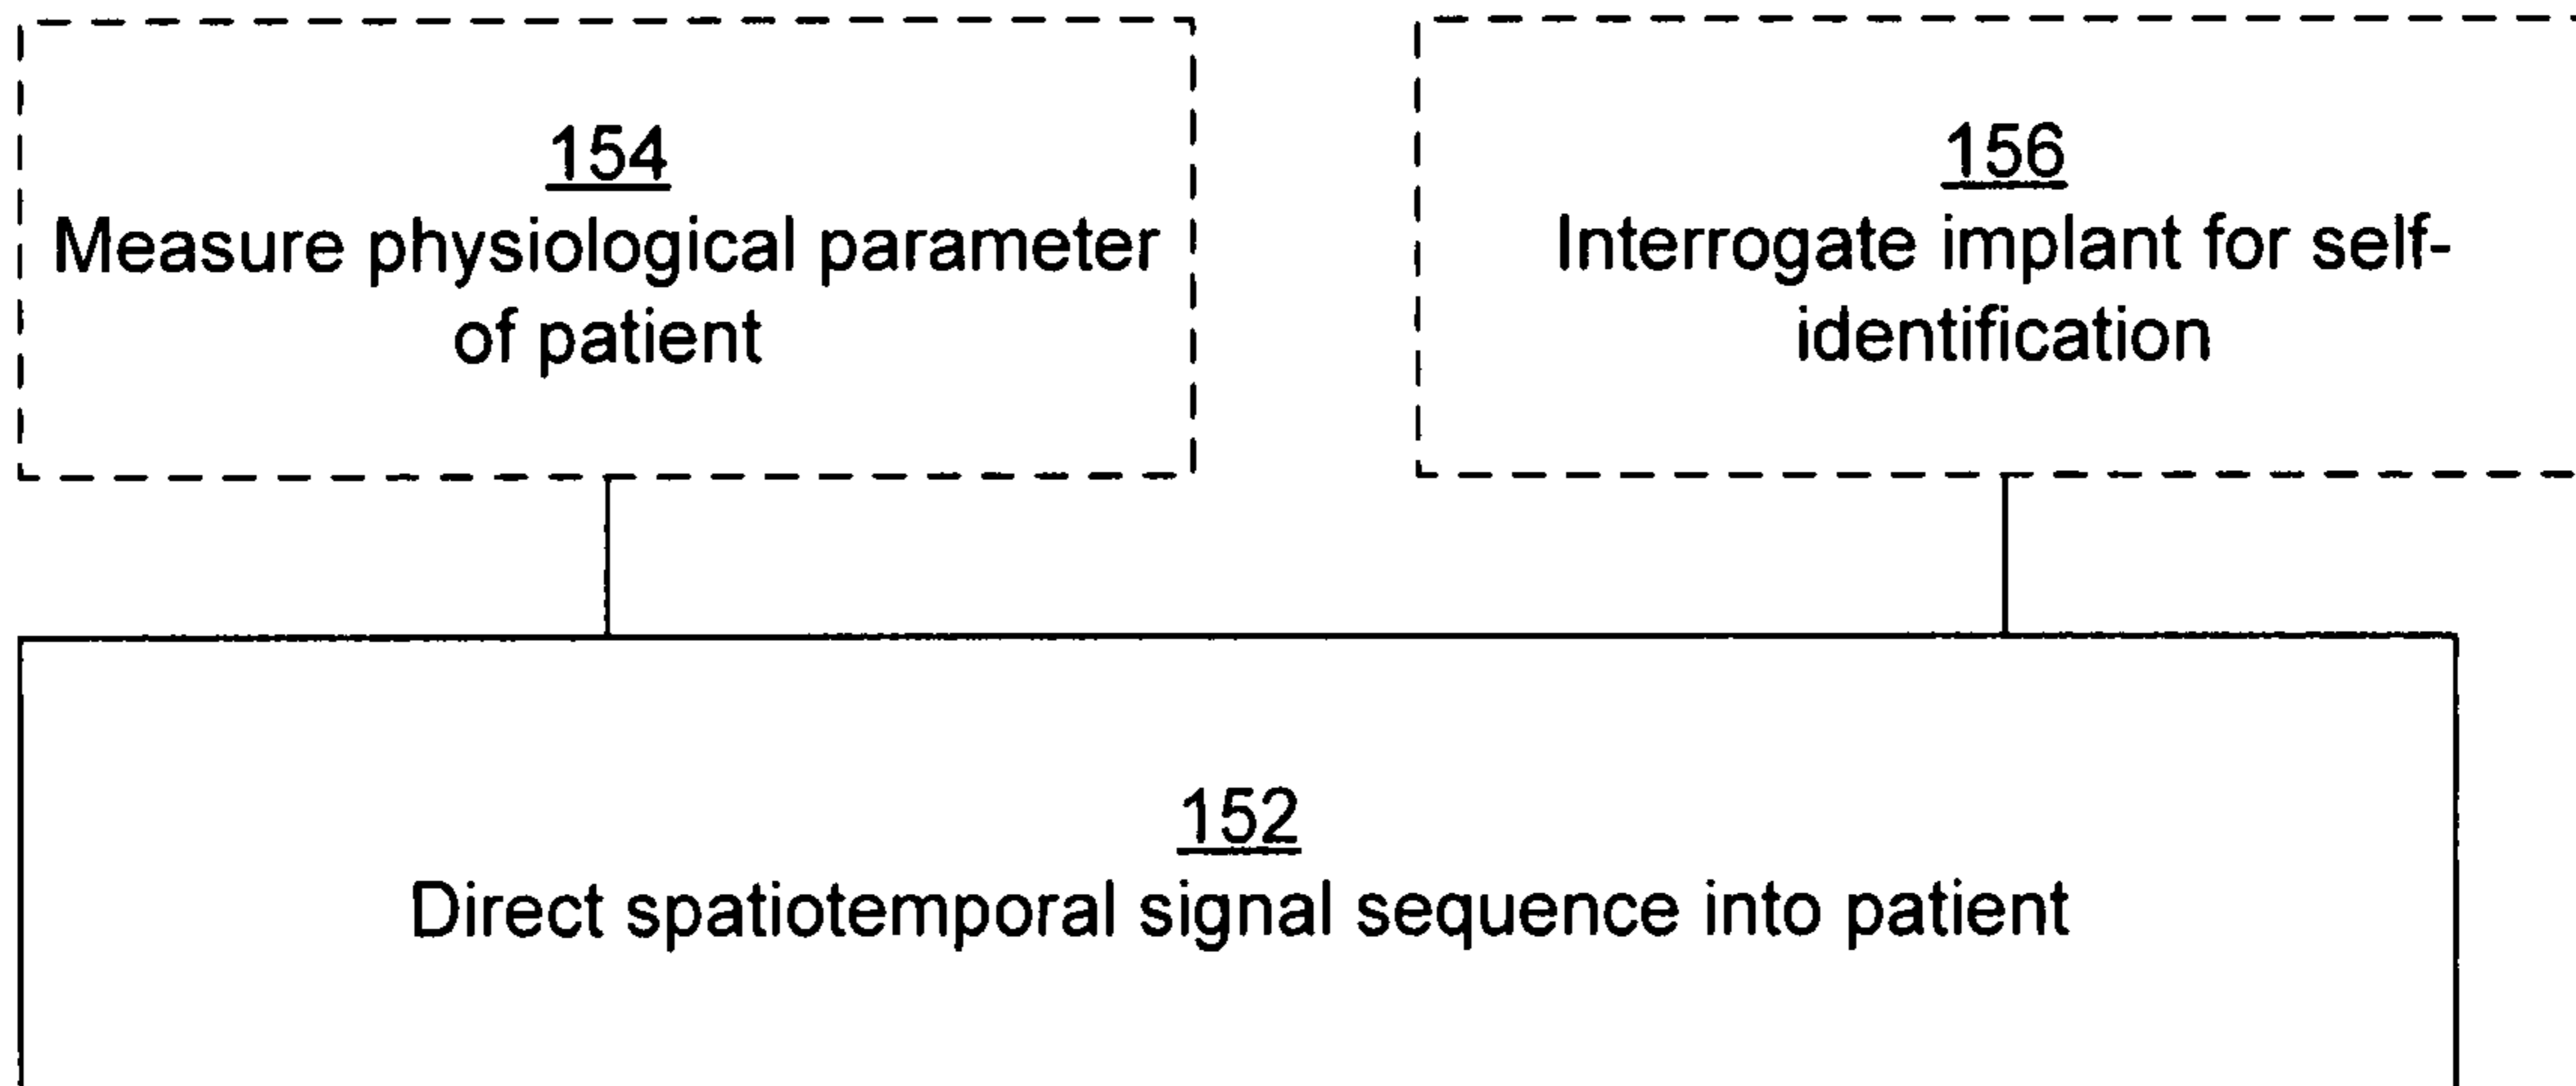 154
Measure physiological parameter
of patient
156
Interrogate implant for self-
identification
152
Direct spatiotemporal signal sequence into patient